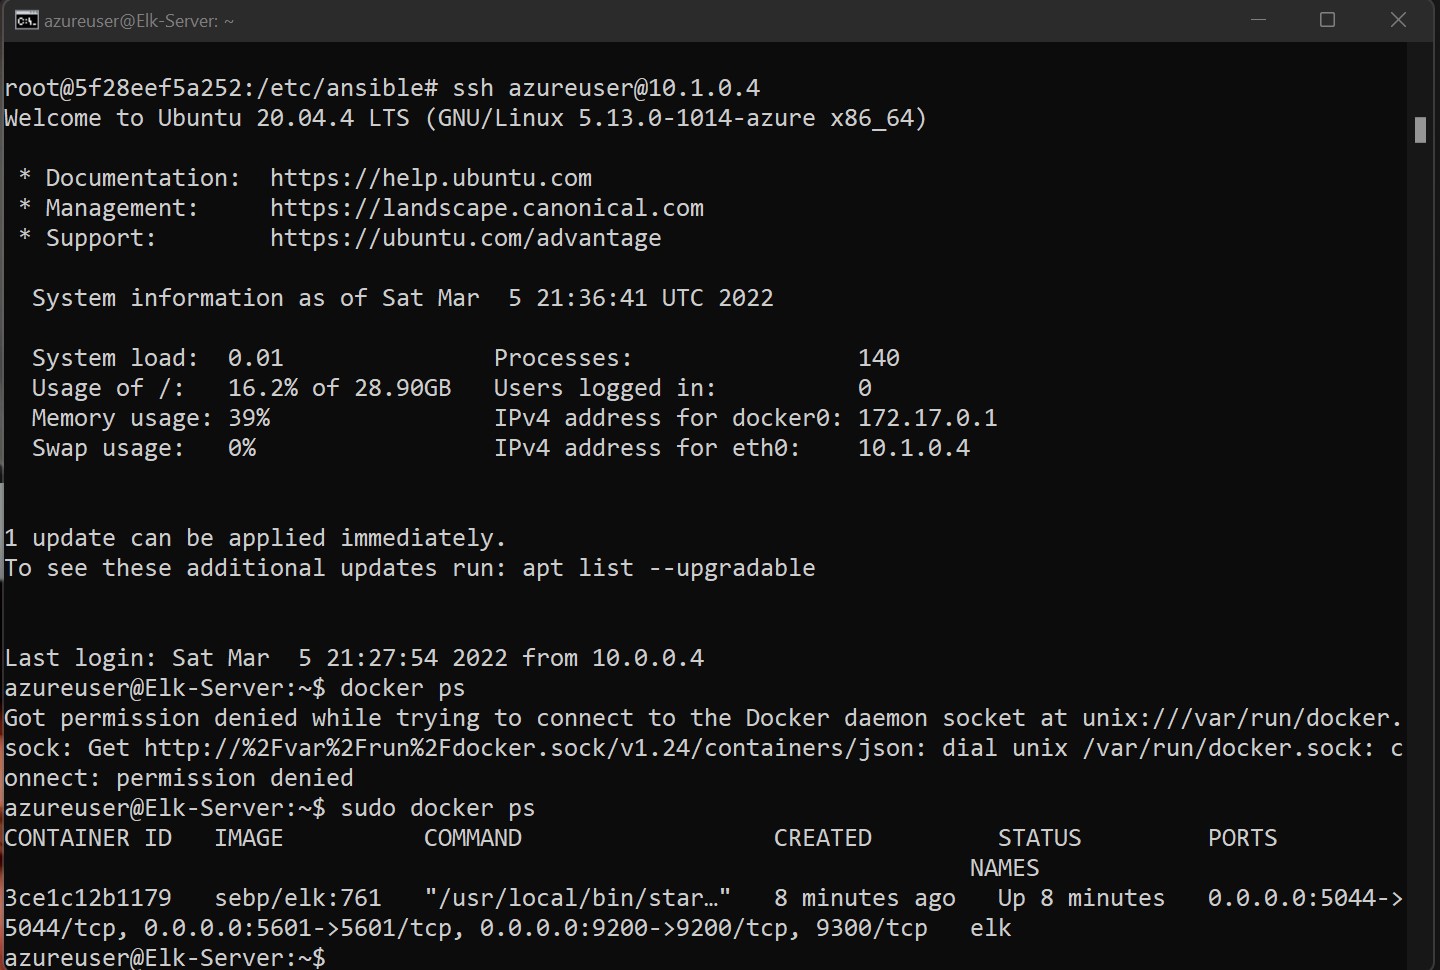 azureuser@Elk-Server: ~
root@5f28eef5a252:/etc/ansible# ssh azureuser@10.1.0.4
Welcome to Ubuntu 20.04.4 LTS (GNU/Linux 5.13.0-1014-azure x86_64)
* Documentation:  https://help.ubuntu.com
* Management:     https://landscape.canonical.com
* Support:        https://ubuntu.com/advantage
System information as of Sat Mar  5 21:36:41 UTC 2022
System load:  0.01               Processes:                140
Usage of /:   16.2% of 28.90GB   Users logged in:          0
Memory usage: 39%                IPv4 address for docker0: 172.17.0.1
Swap usage:   0%                 IPv4 address for eth0:    10.1.0.4
1 update can be applied immediately.
To see these additional updates run: apt list --upgradable
Last login: Sat Mar  5 21:27:54 2022 from 10.0.0.4
azureuser@Elk-Server:~$ docker ps
Got permission denied while trying to connect to the Docker daemon socket at unix:///var/run/docker.
sock: Get http://%2Fvar%2Frun%2Fdocker.sock/v1.24/containers/json: dial unix /var/run/docker.sock: c
onnect: permission denied
azureuser@Elk-Server:~$ sudo docker ps
CONTAINER ID   IMAGE          COMMAND                  CREATED         STATUS         PORTS
NAMES
3ce1c12b1179   sebp/elk:761   "/usr/local/bin/star…"   8 minutes ago   Up 8 minutes   0.0.0.0:5044->
5044/tcp, 0.0.0.0:5601->5601/tcp, 0.0.0.0:9200->9200/tcp, 9300/tcp   elk
azureuser@Elk-Server:~$